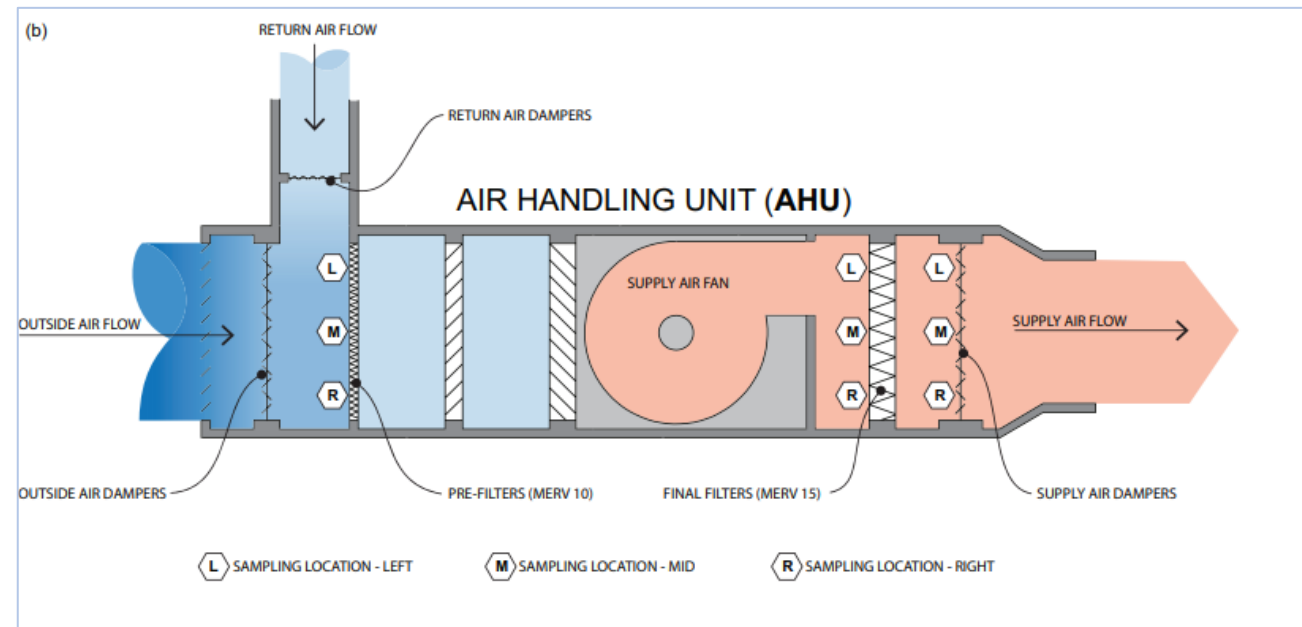 (b)
RETURN AIR FLOW
RETURN AIR DAMPERS
AIR HANDLING UNIT (AHU)
L
L
L
SUPPLY AIR FAN
OUTSIDE AIR FLOW
M
M
M
SUPPLY AIR FLOW
R
R
R
OUTSIDE AIR DAMPERS
PRE-FILTERS (MERV 10)
FINAL FILTERS (MERV 15)
SUPPLY AIR DAMPERS
L SAMPLING LOCATION - LEFT
M SAMPLING LOCATION - MID
R SAMPLING LOCATION - RIGHT